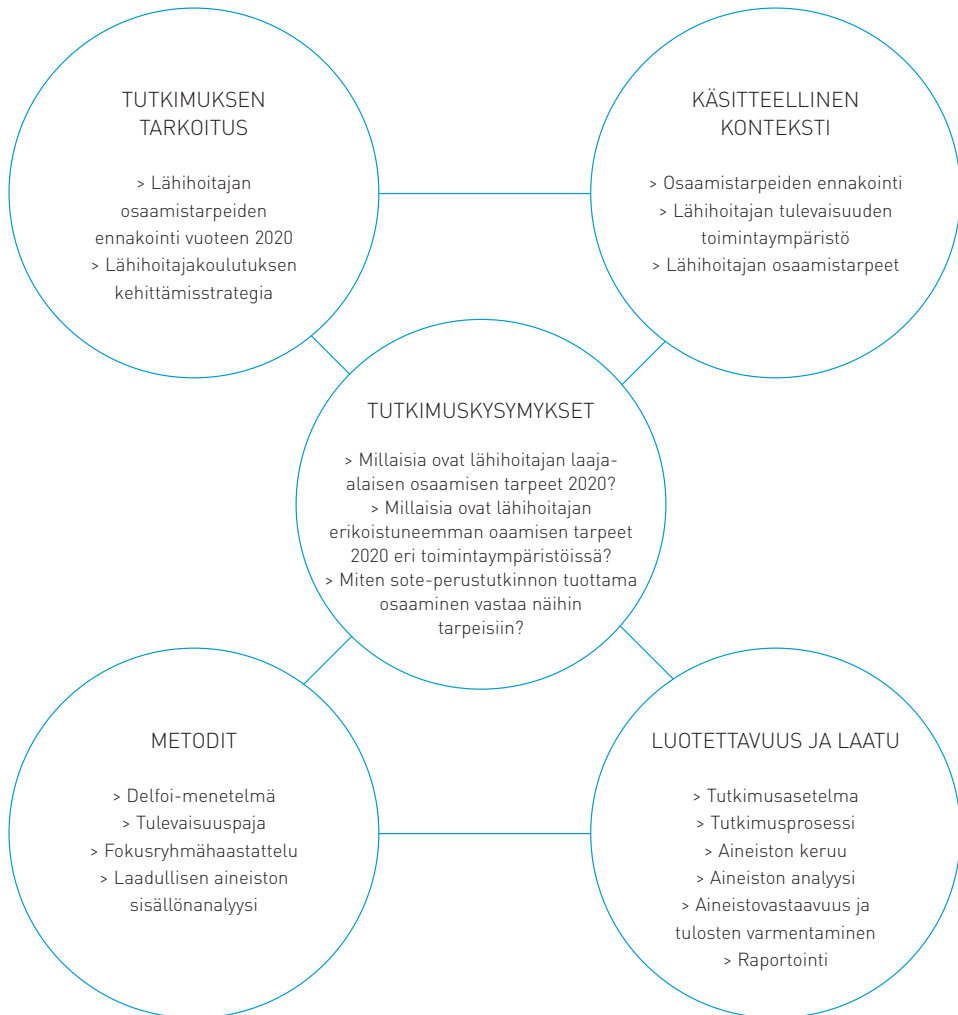 TUTKIMUKSEN
TARKOITUS
> Lähihoitajan
osaamistarpeiden
ennakointi vuoteen 2020
> Lähihoitajakoulutuksen
kehittämisstrategia
KÄSITTEELLINEN
KONTEKSTI
> Osaamistarpeiden ennakointi
> Lähihoitajan tulevaisuuden
toimintaympäristö
> Lähihoitajan osaamistarpeet
TUTKIMUSKYSYMYKSET
> Millaisia ovat lähihoitajan laaja-
alaisen osaamisen tarpeet 2020?
> Millaisia ovat lähihoitajan
erikoistuneemman oaamisen tarpeet
2020 eri toimintaympäristöissä?
> Miten sote-perustutkinnon tuottama
osaaminen vastaa näihin
tarpeisiin?
METODIT
> Delfoi-menetelmä
> Tulevaisuuspaja
> Fokusryhmähaastattelu
> Laadullisen aineiston
sisällönanalyysi
LUOTETTAVUUS JA LAATU
> Tutkimusasetelma
> Tutkimusprosessi
> Aineiston keruu
> Aineiston analyysi
> Aineistovastaavuus ja
tulosten varmentaminen
> Raportointi